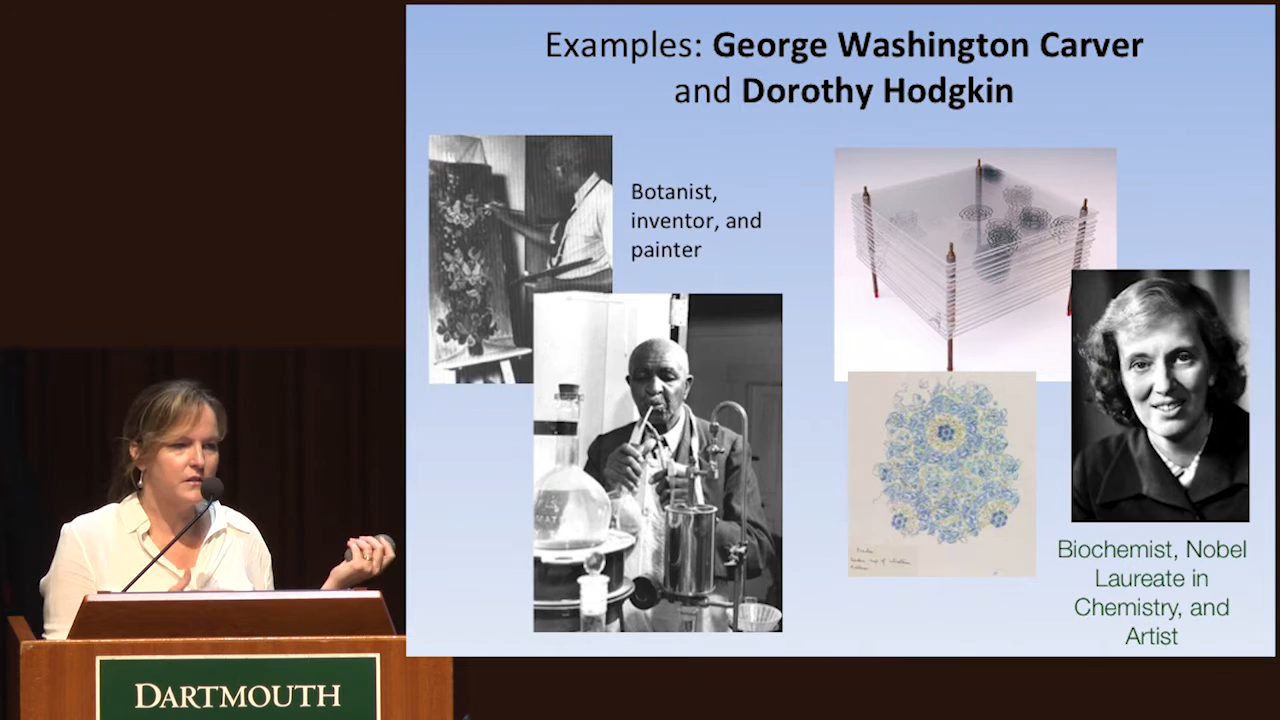 Examples: George Washington Carver
and Dorothy Hodgkin
Botanist,
inventor, and
painter
Biochemist, Nobel
Laureate in
Chemistry, and
Artist
DARTMOUTH